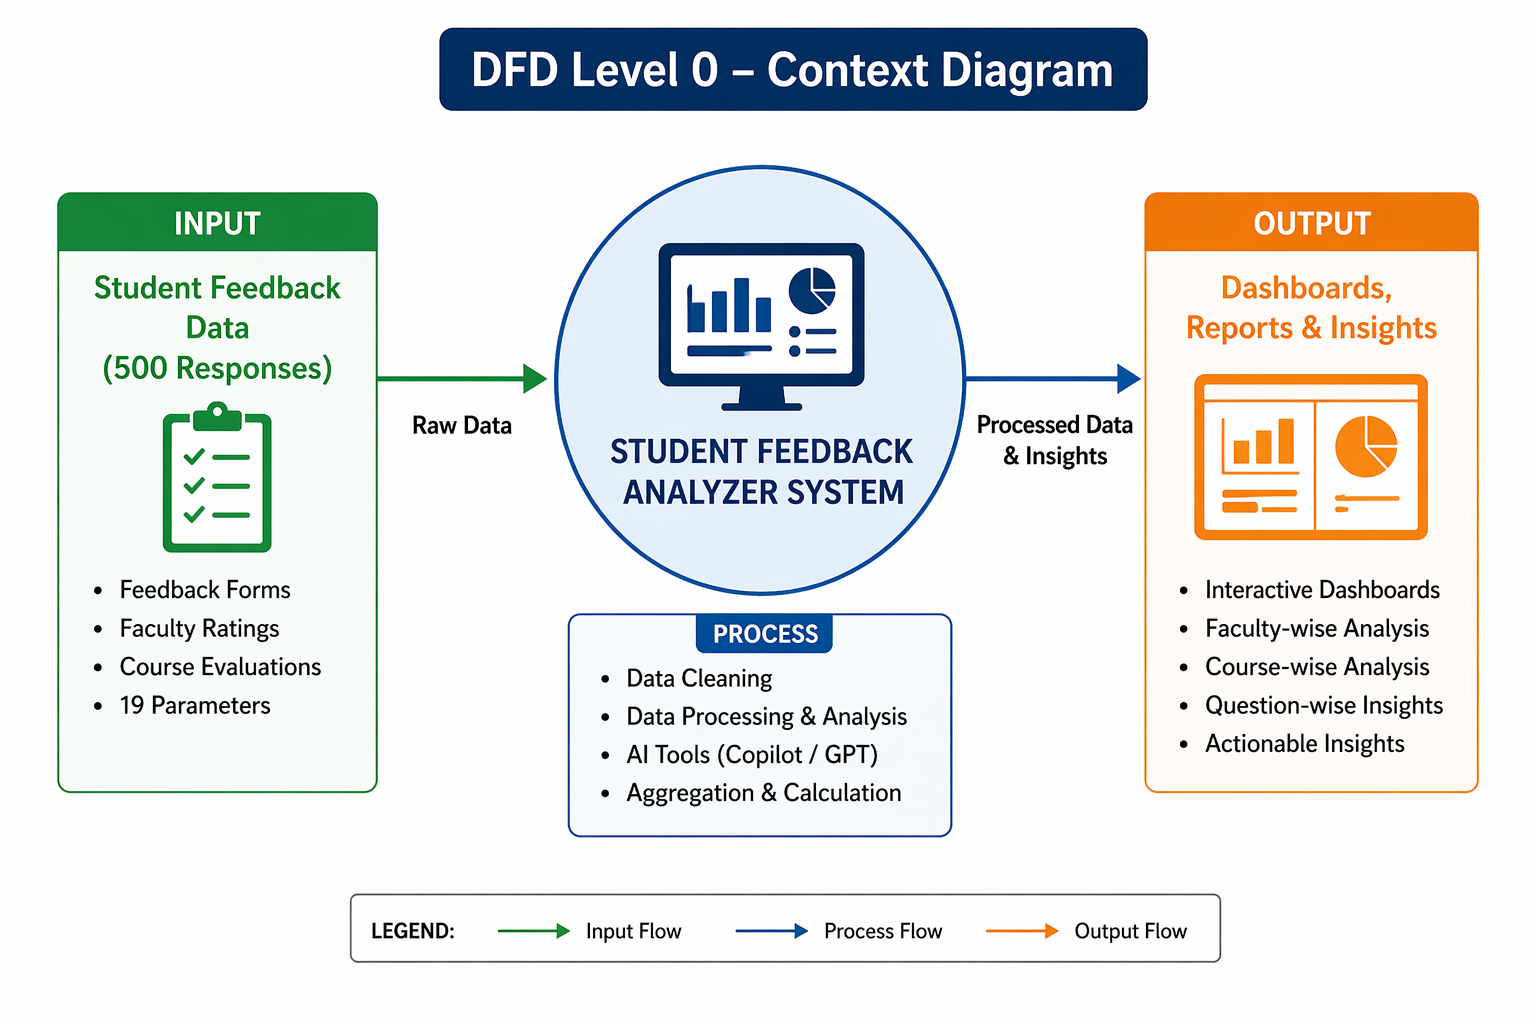 DFD Level 0 – Context Diagram
INPUT
Student Feedback
Data
(500 Responses)
• Feedback Forms
• Faculty Ratings
• Course Evaluations
• 19 Parameters
Raw Data
STUDENT FEEDBACK
ANALYZER SYSTEM
PROCESS
• Data Cleaning
• Data Processing & Analysis
• AI Tools (Copilot / GPT)
• Aggregation & Calculation
Processed Data
& Insights
OUTPUT
Dashboards,
Reports & Insights
• Interactive Dashboards
• Faculty-wise Analysis
• Course-wise Analysis
• Question-wise Insights
• Actionable Insights
LEGEND: Input Flow Process Flow Output Flow